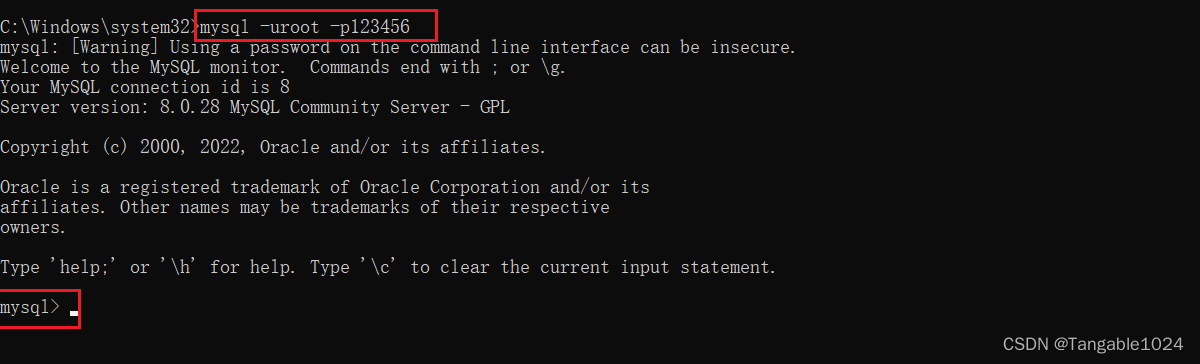 C:\Windows\system32>mysql -uroot -p123456
mysql: [Warning] Using a password on the command line interface can be insecure.
Welcome to the MySQL monitor.  Commands end with ; or \g.
Your MySQL connection id is 8
Server version: 8.0.28 MySQL Community Server - GPL
Copyright (c) 2000, 2022, Oracle and/or its affiliates.
Oracle is a registered trademark of Oracle Corporation and/or its
affiliates. Other names may be trademarks of their respective
owners.
Type 'help;' or '\h' for help. Type '\c' to clear the current input statement.
mysql>
CSDN @Tangable1024